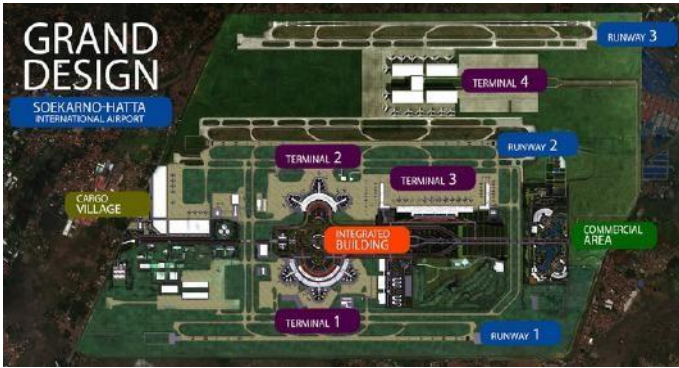 GRAND
DESIGN
SOEKARNO-HATTA
INTERNATIONAL AIRPORT
RUNWAY 3
TERMINAL 4
RUNWAY 2
TERMINAL 2
TERMINAL 3
CARGO
VILLAGE
INTEGRATED
BUILDING
COMMERCIAL
AREA
TERMINAL 1
RUNWAY 1